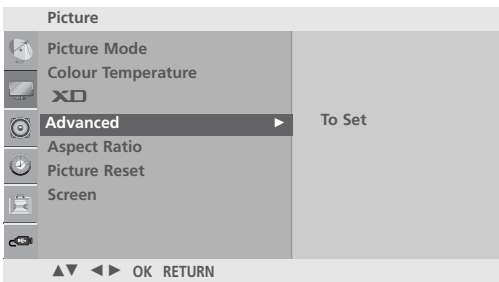 Picture
Picture Mode
Colour Temperature
XD
Advanced ► To Set
Aspect Ratio
Picture Reset
Screen
▲▼ ◄► OK RETURN